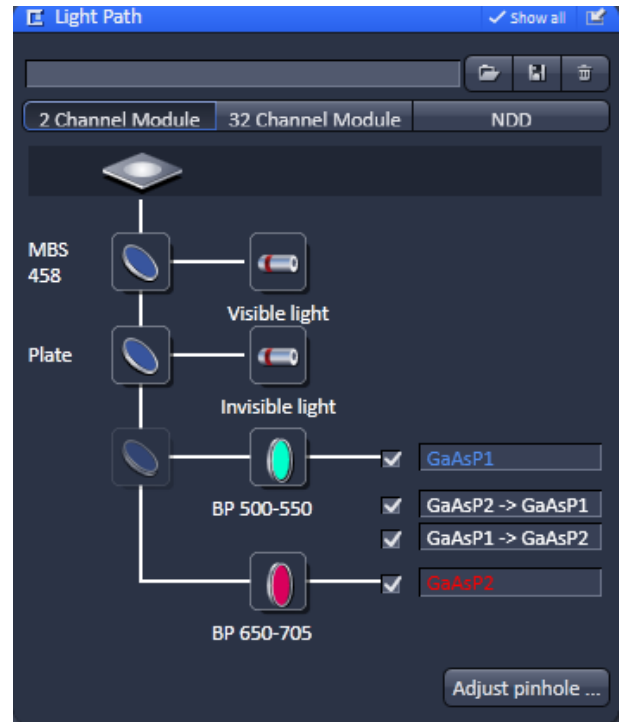 Light Path
Show all
2 Channel Module
32 Channel Module
NDD
MBS
458
Visible light
Plate
Invisible light
GaAsP1
BP 500-550
GaAsP2 -> GaAsP1
GaAsP1 -> GaAsP2
GaAsP2
BP 650-705
Adjust pinhole ...